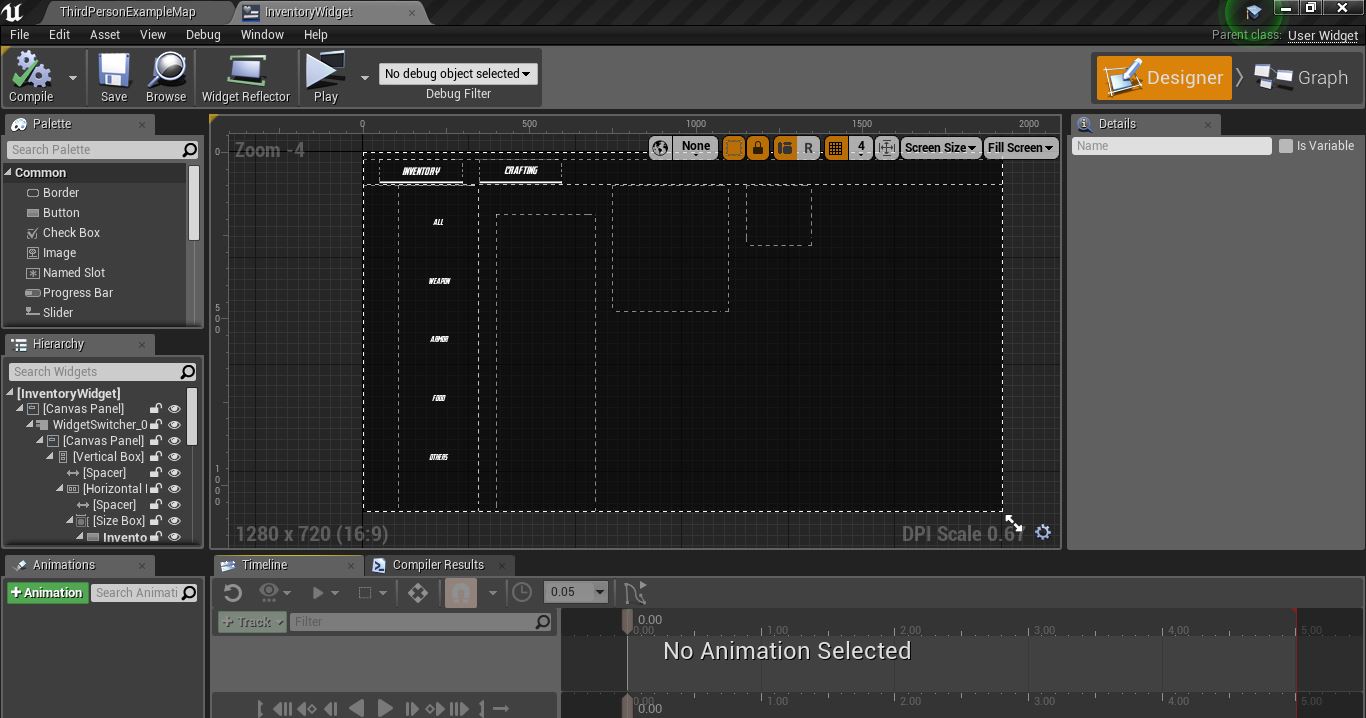 ThirdPersonExampleMap
InventoryWidget
File Edit Asset View Debug Window Help
Parent class: User Widget
Compile
Save
Browse
Widget Reflector
Play
No debug object selected
Debug Filter
Designer
Graph
Palette
Search Palette
Common
Border
Button
Check Box
Image
Named Slot
Progress Bar
Slider
Hierarchy
Search Widgets
[InventoryWidget]
[Canvas Panel]
WidgetSwitcher_0
[Canvas Panel]
[Vertical Box]
[Spacer]
[Horizontal
[Spacer]
[Size Box]
Invento
0 500 1000 1500 2000
0
500
1000
Zoom -4
None
R
4
Screen Size
Fill Screen
INVENTORY
CRAFTING
ALL
WEAPON
ARMOR
FOOD
OTHERS
1280 x 720 (16:9)
DPI Scale 0.67
Details
Name
Is Variable
Animations
+ Animation
Search Animati
Timeline
Compiler Results
0.05
+ Track
Filter
0.00
0.00 1.00 2.00 3.00 4.00 5.00
No Animation Selected
1.00 2.00 3.00 4.00 5.00
0.00